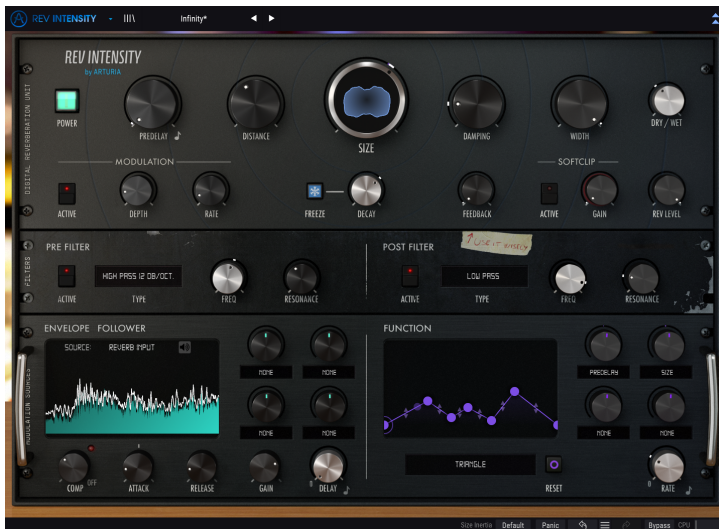 REV INTENSITY
Infinity*
REV INTENSITY
by ARTURIA
DIGITAL REVERBERATION UNIT
POWER
PREDELAY
DISTANCE
SIZE
DAMPING
WIDTH
DRY / WET
MODULATION
SOFTCLIP
ACTIVE
DEPTH
RATE
FREEZE
DECAY
FEEDBACK
ACTIVE
GAIN
REV LEVEL
FILTERS
PRE FILTER
POST FILTER
USE IT WISELY
HIGH PASS 12 DB/OCT.
LOW PASS
ACTIVE
TYPE
FREQ
RESONANCE
ACTIVE
TYPE
FREQ
RESONANCE
MODULATION SOURCES
ENVELOPE FOLLOWER
FUNCTION
SOURCE: REVERB INPUT
NONE
NONE
PREDELAY
SIZE
NONE
NONE
NONE
NONE
TRIANGLE
COMP
OFF
ATTACK
RELEASE
GAIN
DELAY
RESET
RATE
Size Inertia
Default
Panic
Bypass
CPU